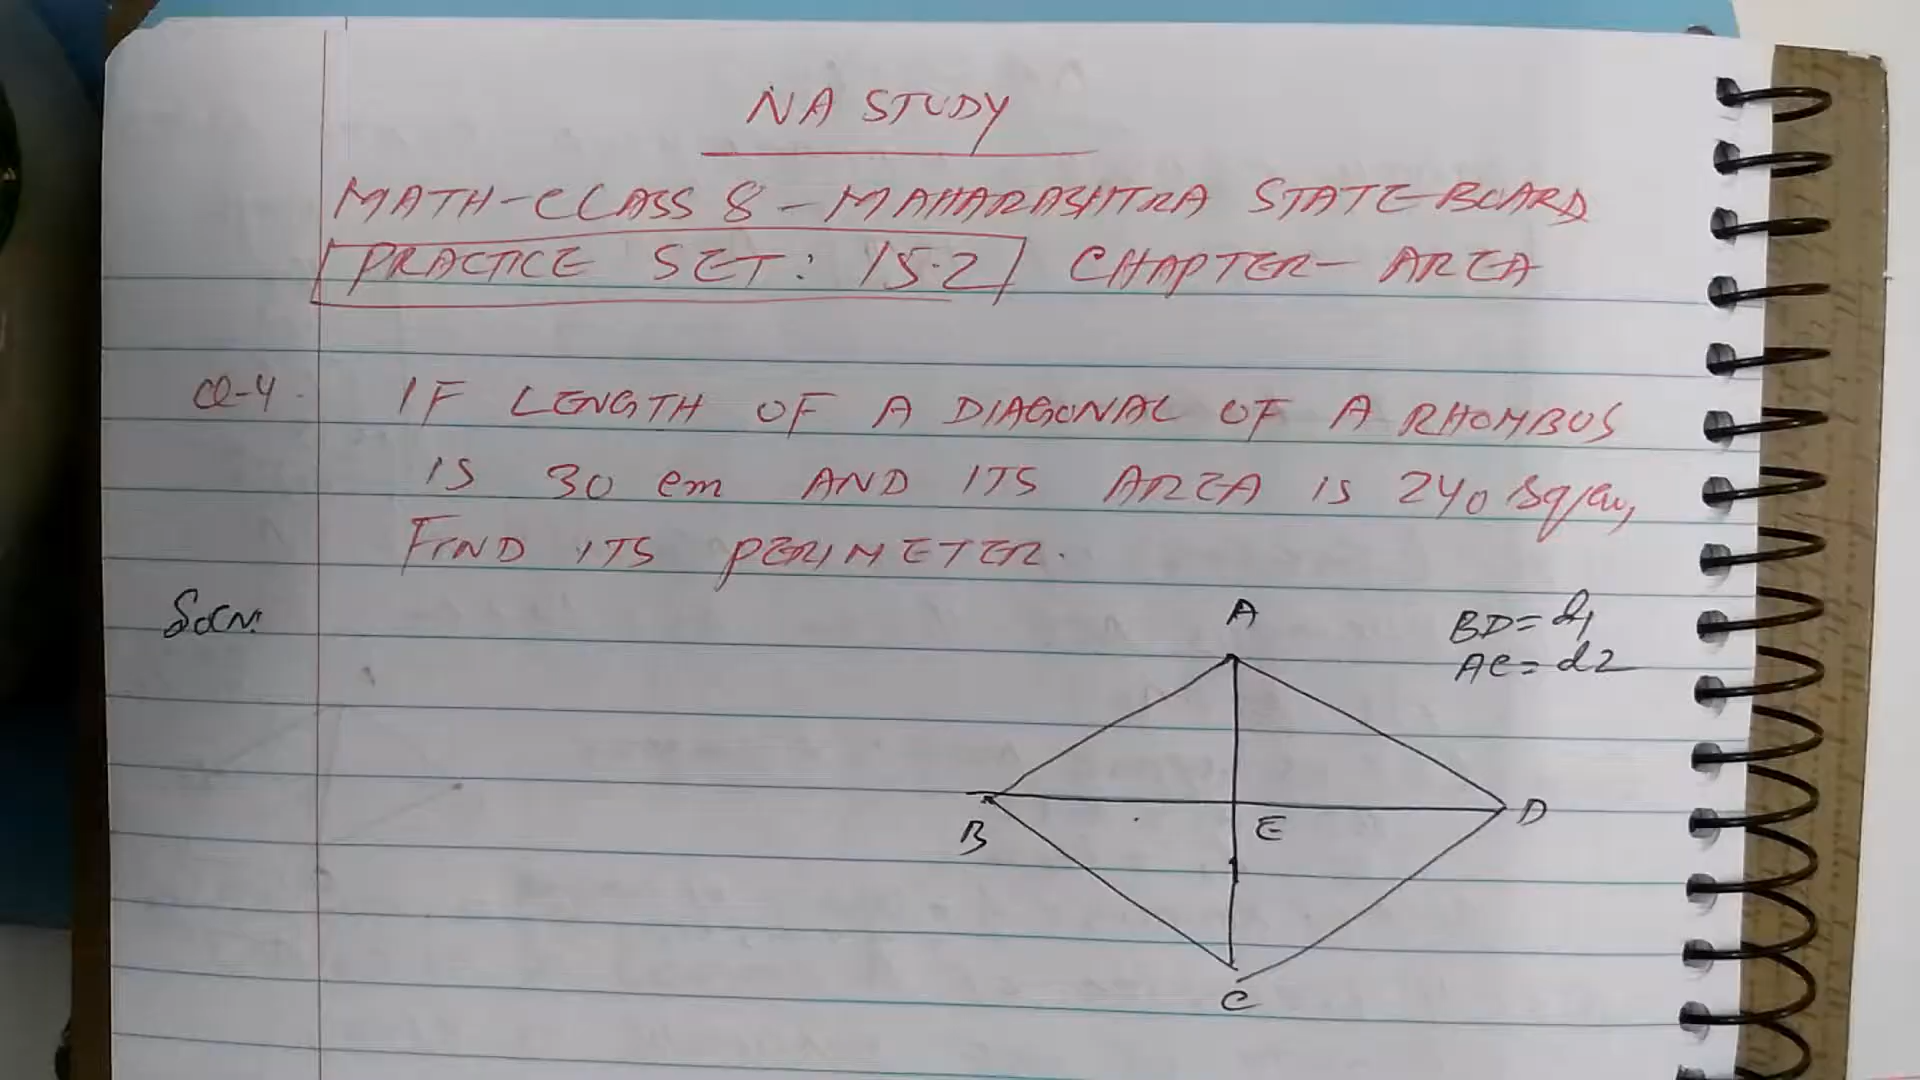 NA STUDY
MATH-CLASS 8 - MAHARASHTRA STATE BOARD
PRACTICE SET: 15.2 CHAPTER- AREA
Q-4. IF LENGTH OF A DIAGONAL OF A RHOMBUS
IS 30 cm AND ITS AREA IS 240 sq/cm,
FIND ITS PERIMETER.
SOLN:
A
BD = d1
AC = d2
B
E
D
C